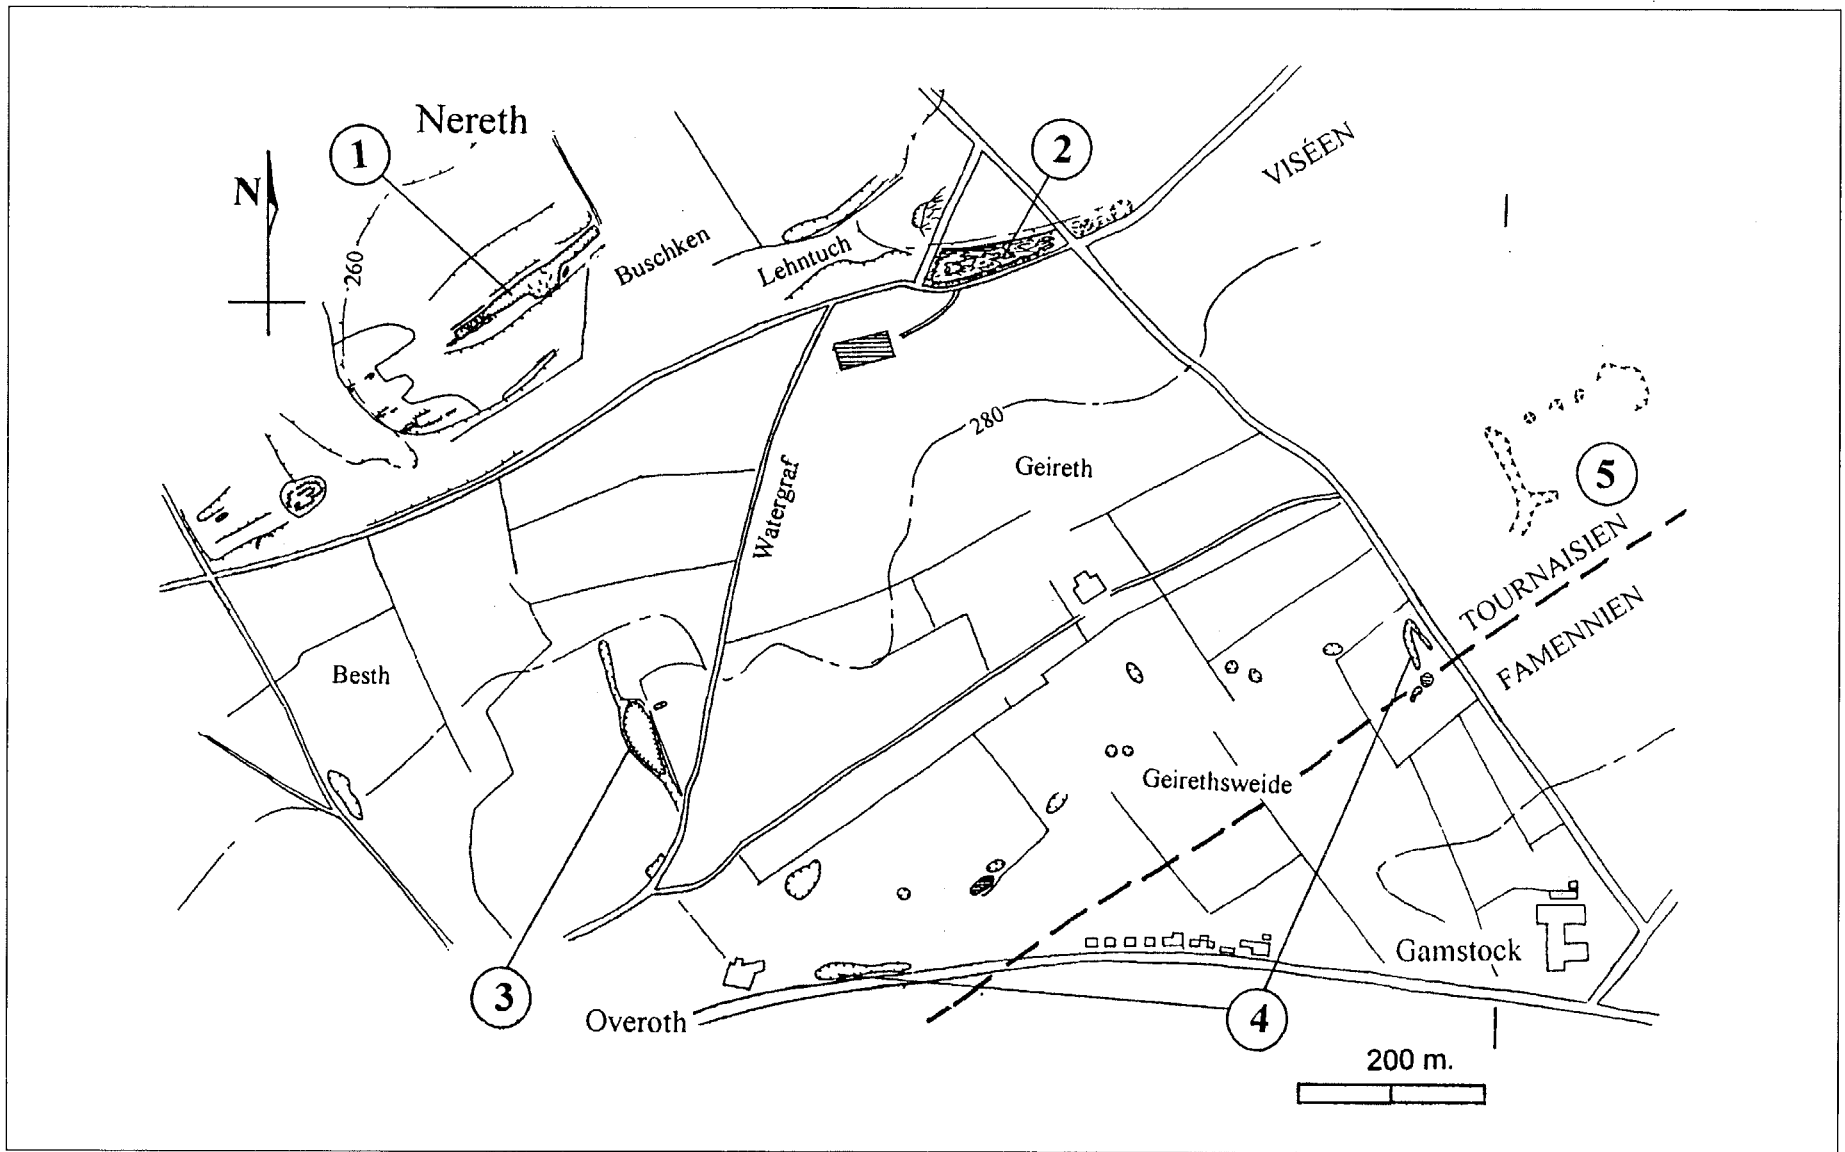 Nereth
1
2
VISÉEN
N
Buschken
Lehntuch
260
280
Geireth
5
Watergraf
TOURNAISIEN
FAMENNIEN
Besth
Geirethsweide
Gamstock
3
Overoth
4
200 m.